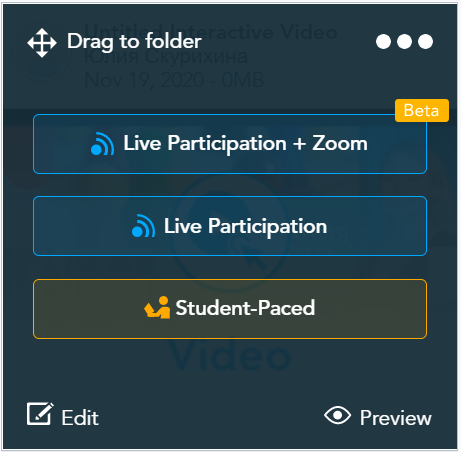 Untitled Interactive Video
Drag to folder
Юлия Скурихина
Nov 19, 2020 - 0MB
Beta
Live Participation + Zoom
Live Participation
Student-Paced
Video
Edit
Preview